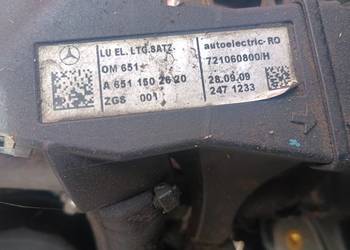 LU EL. LTG.SATZ.
OM 651
A 651 150 26 20
ZGS 001
autoelectric-RO
721060800/H
28.09.09
247 1233